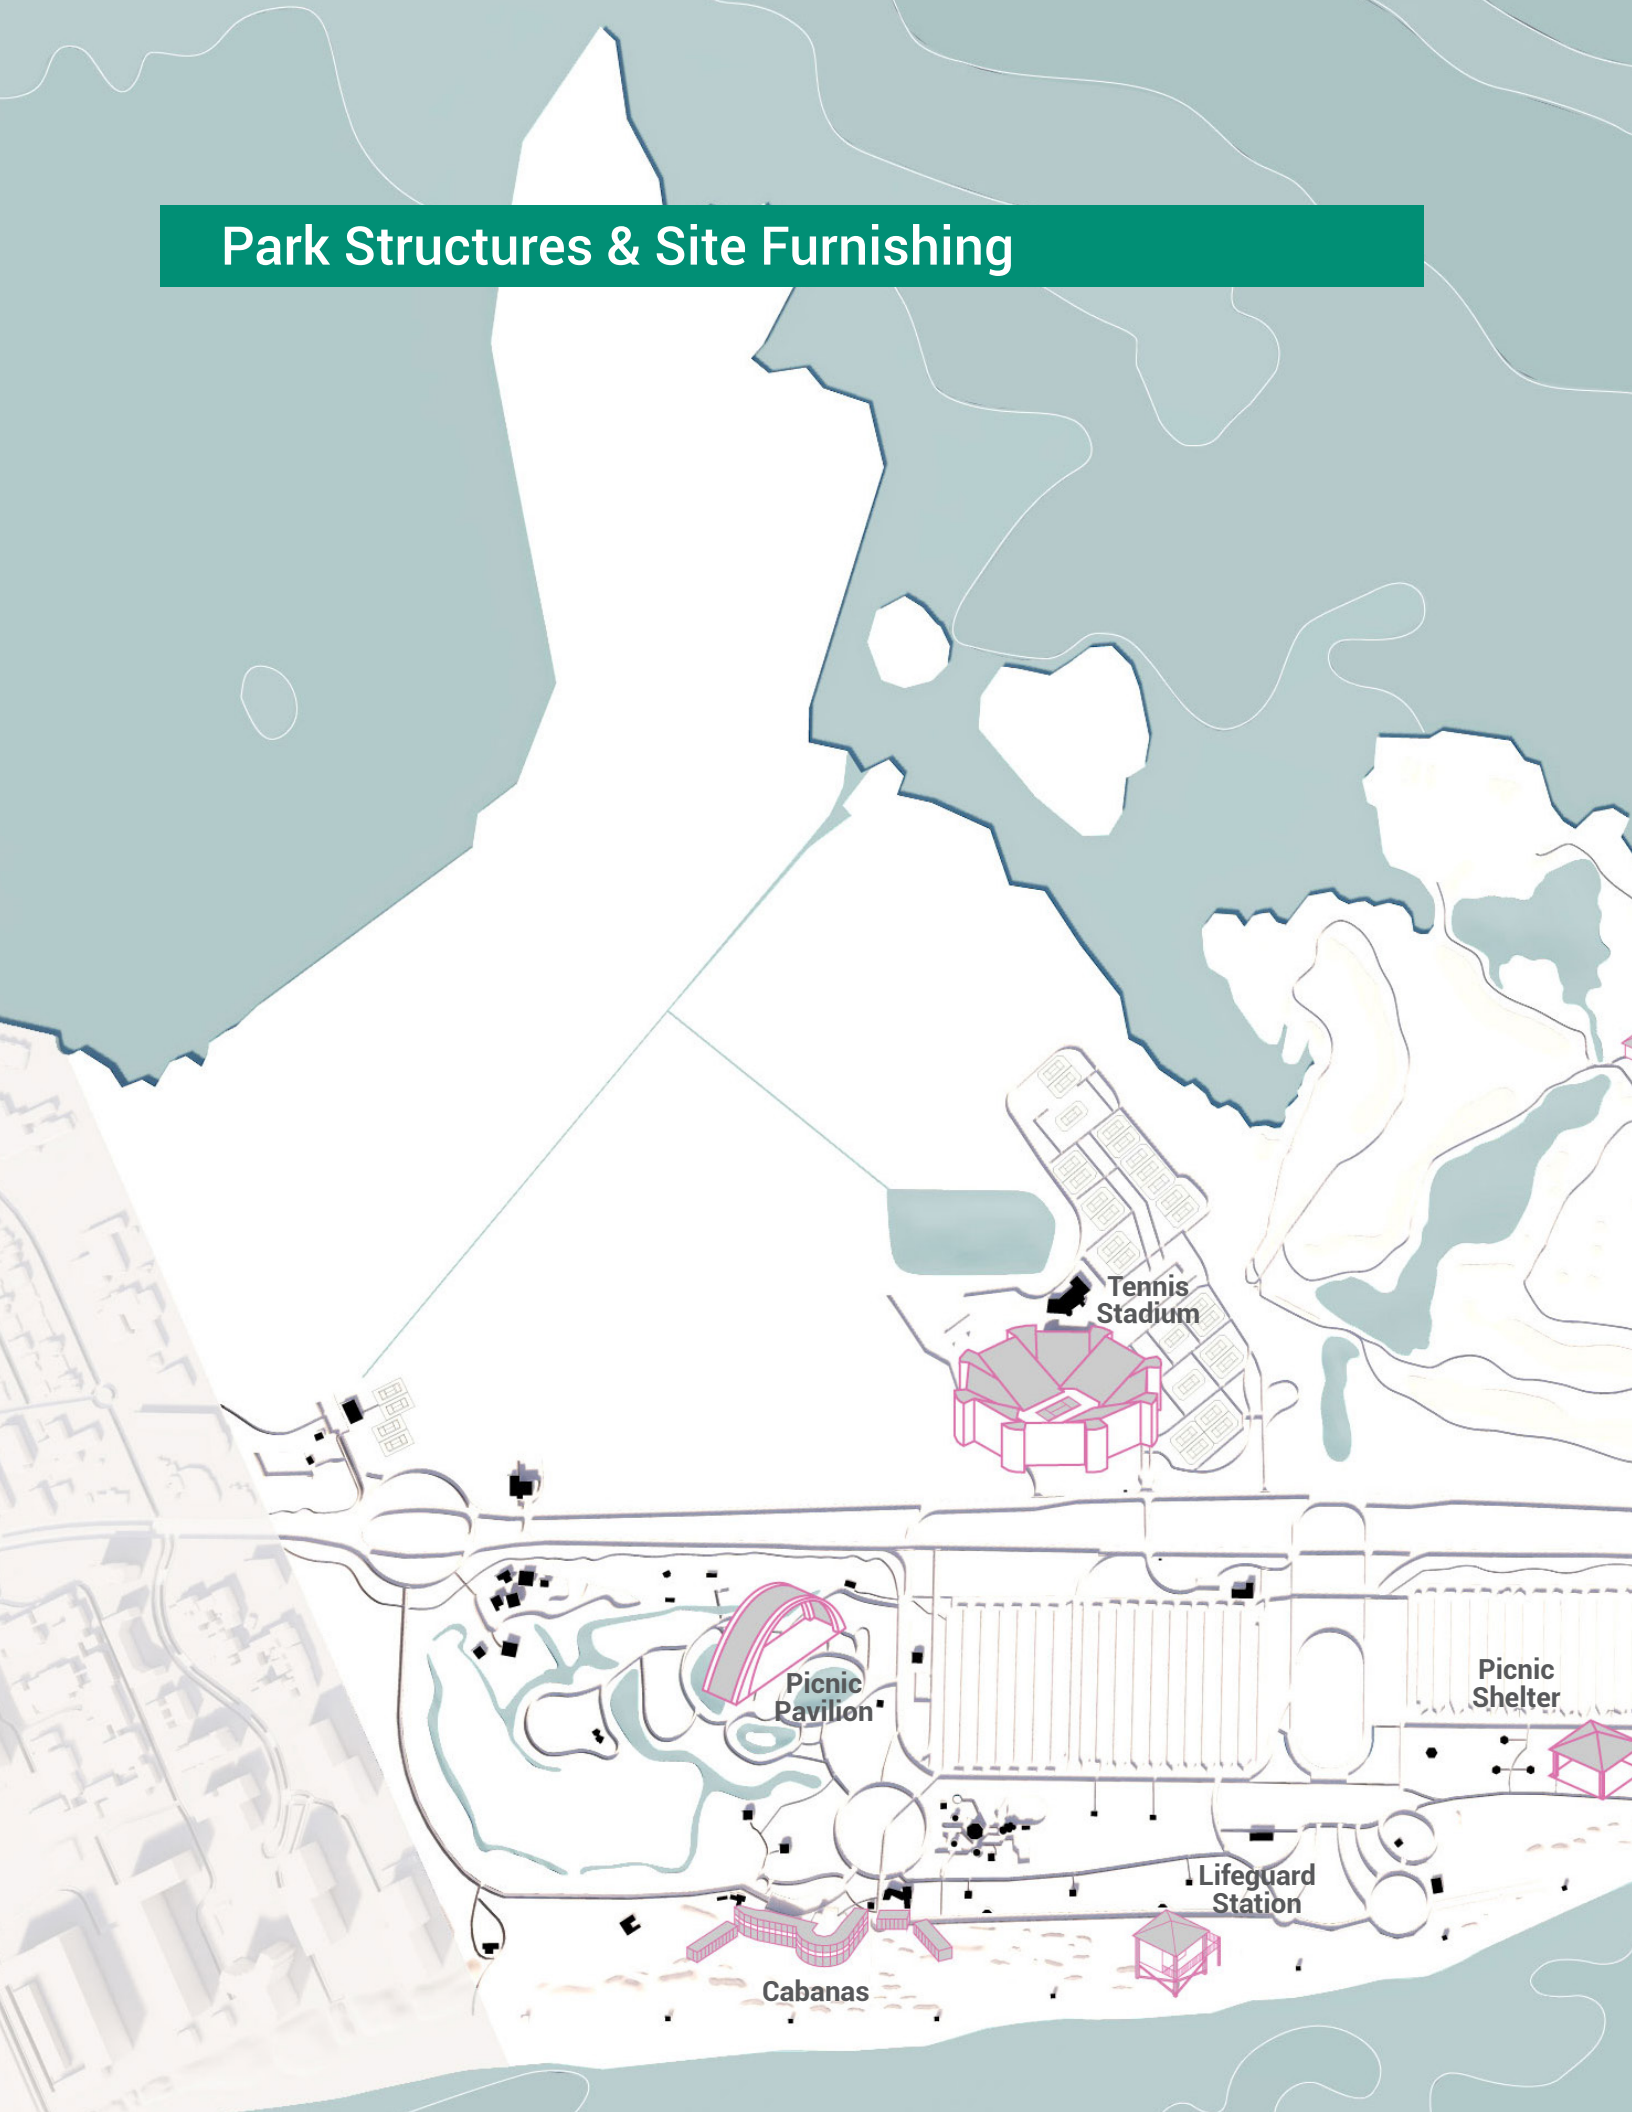 Park Structures & Site Furnishing
Tennis
Stadium
Picnic
Pavilion
Picnic
Shelter
Lifeguard
Station
Cabanas